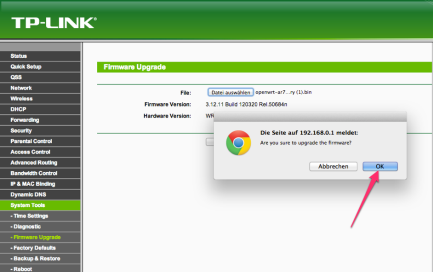 TP-LINK®
Status
Quick Setup
QSS
Network
Wireless
DHCP
Forwarding
Security
Parental Control
Access Control
Advanced Routing
Bandwidth Control
IP & MAC Binding
Dynamic DNS
System Tools
- Time Settings
- Diagnostic
- Firmware Upgrade
- Factory Defaults
- Backup & Restore
- Reboot
Firmware Upgrade
File: Datei auswählen openwrt-ar7...ry (1).bin
Firmware Version: 3.12.11 Build 120320 Rel.50684n
Hardware Version: WR
Die Seite auf 192.168.0.1 meldet:
Are you sure to upgrade the firmware?
Abbrechen
OK